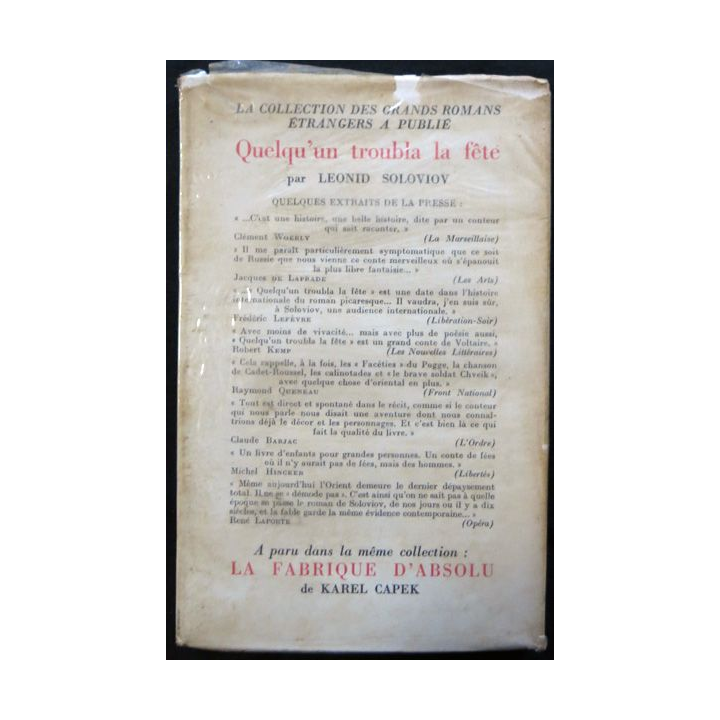 LA COLLECTION DES GRANDS ROMANS
ÉTRANGERS A PUBLIÉ
Quelqu'un troubla la fête
par LEONID SOLOVIOV
QUELQUES EXTRAITS DE LA PRESSE :
« ...C'est une histoire, une belle histoire, dite par un conteur
qui sait raconter. »
Clément (La Marseillaise)
« Il me paraît particulièrement symptomatique que ce soit
de Russie que nous vienne ce conte merveilleux où s'épanouit
la plus libre fantaisie... »
Jacques DE LAPRADE (Les Arts)
« ... Quelqu'un troubla la fête » est une date dans l'histoire
internationale du roman picaresque... Il vaudra, j'en suis sûr,
à Soloviov, une audience internationale. »
Frédéric LEFÈVRE (Libération-Soir)
« Avec moins de vivacité... mais avec plus de poésie aussi,
« Quelqu'un troubla la fête » est un grand conte de Voltaire. »
Robert KEMP (Les Nouvelles Littéraires)
« Cela rappelle, à la fois, les « Facéties » du Pogge, la chanson
de Cadet-Roussel, les calinotades et « le brave soldat Chveik »,
avec quelque chose d'oriental en plus. »
Raymond QUENEAU (Front National)
« Tout est direct et spontané dans le récit, comme si le conteur
qui nous parle nous disait une aventure dont nous connaî-
trions déjà le décor et les personnages. Et c'est bien là ce qui
fait la qualité du livre. »
Claude BARJAC (L'Ordre)
« Un livre d'enfants pour grandes personnes. Un conte de fées
où il n'y aurait pas de fées, mais des hommes. »
Michel HINCKER (Libertés)
« Même aujourd'hui l'Orient demeure le dernier dépaysement
total. Il ne se « démode pas ». C'est ainsi qu'on ne sait pas à quelle
époque se passe le roman de Soloviov, de nos jours ou il y a dix
siècles, et la fable garde la même évidence contemporaine... »
René LAPORTE (Opéra)
A paru dans la même collection :
LA FABRIQUE D'ABSOLU
de KAREL CAPEK